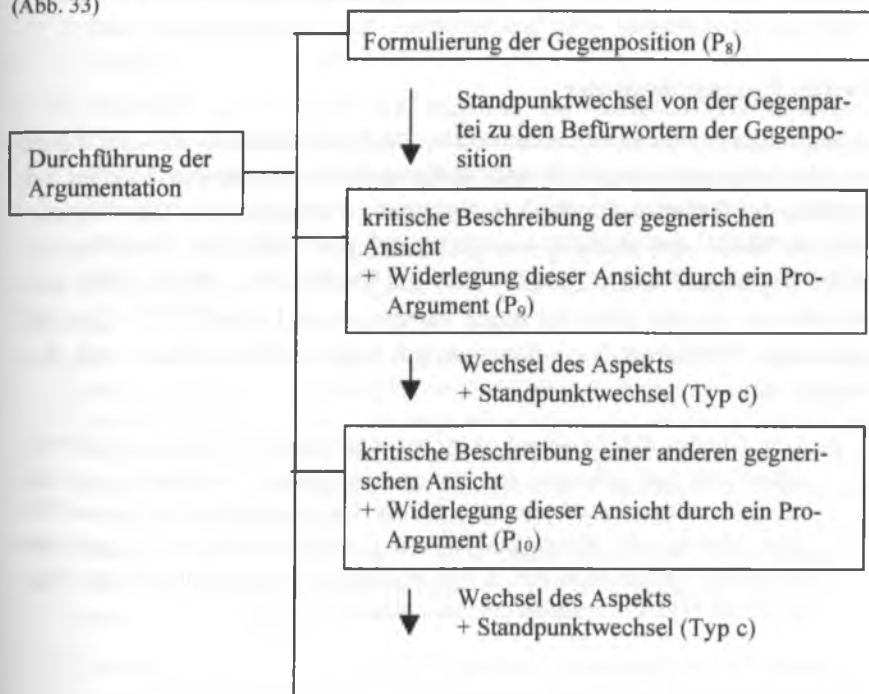 (Abb. 33)
Formulierung der Gegenposition (P₈)
Standpunktwechsel von der Gegenpar-
tei zu den Befürwortern der Gegenpo-
sition
Durchführung der
Argumentation
kritische Beschreibung der gegnerischen
Ansicht
+ Widerlegung dieser Ansicht durch ein Pro-
Argument (P₉)
Wechsel des Aspekts
+ Standpunktwechsel (Typ c)
kritische Beschreibung einer anderen gegneri-
schen Ansicht
+ Widerlegung dieser Ansicht durch ein Pro-
Argument (P₁₀)
Wechsel des Aspekts
+ Standpunktwechsel (Typ c)